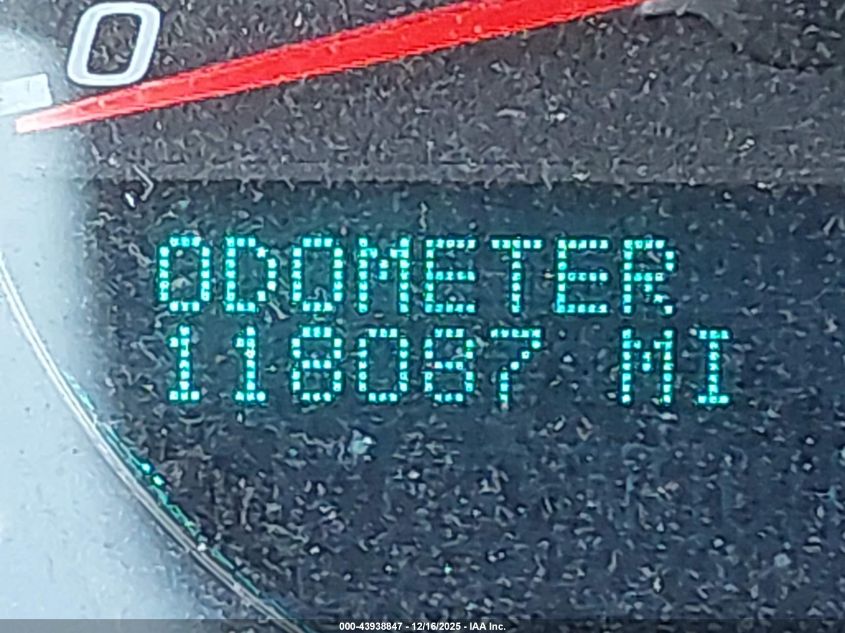 0
ODOMETER
118087 MI
000-43938847 - 12/16/2025 - IAA Inc.